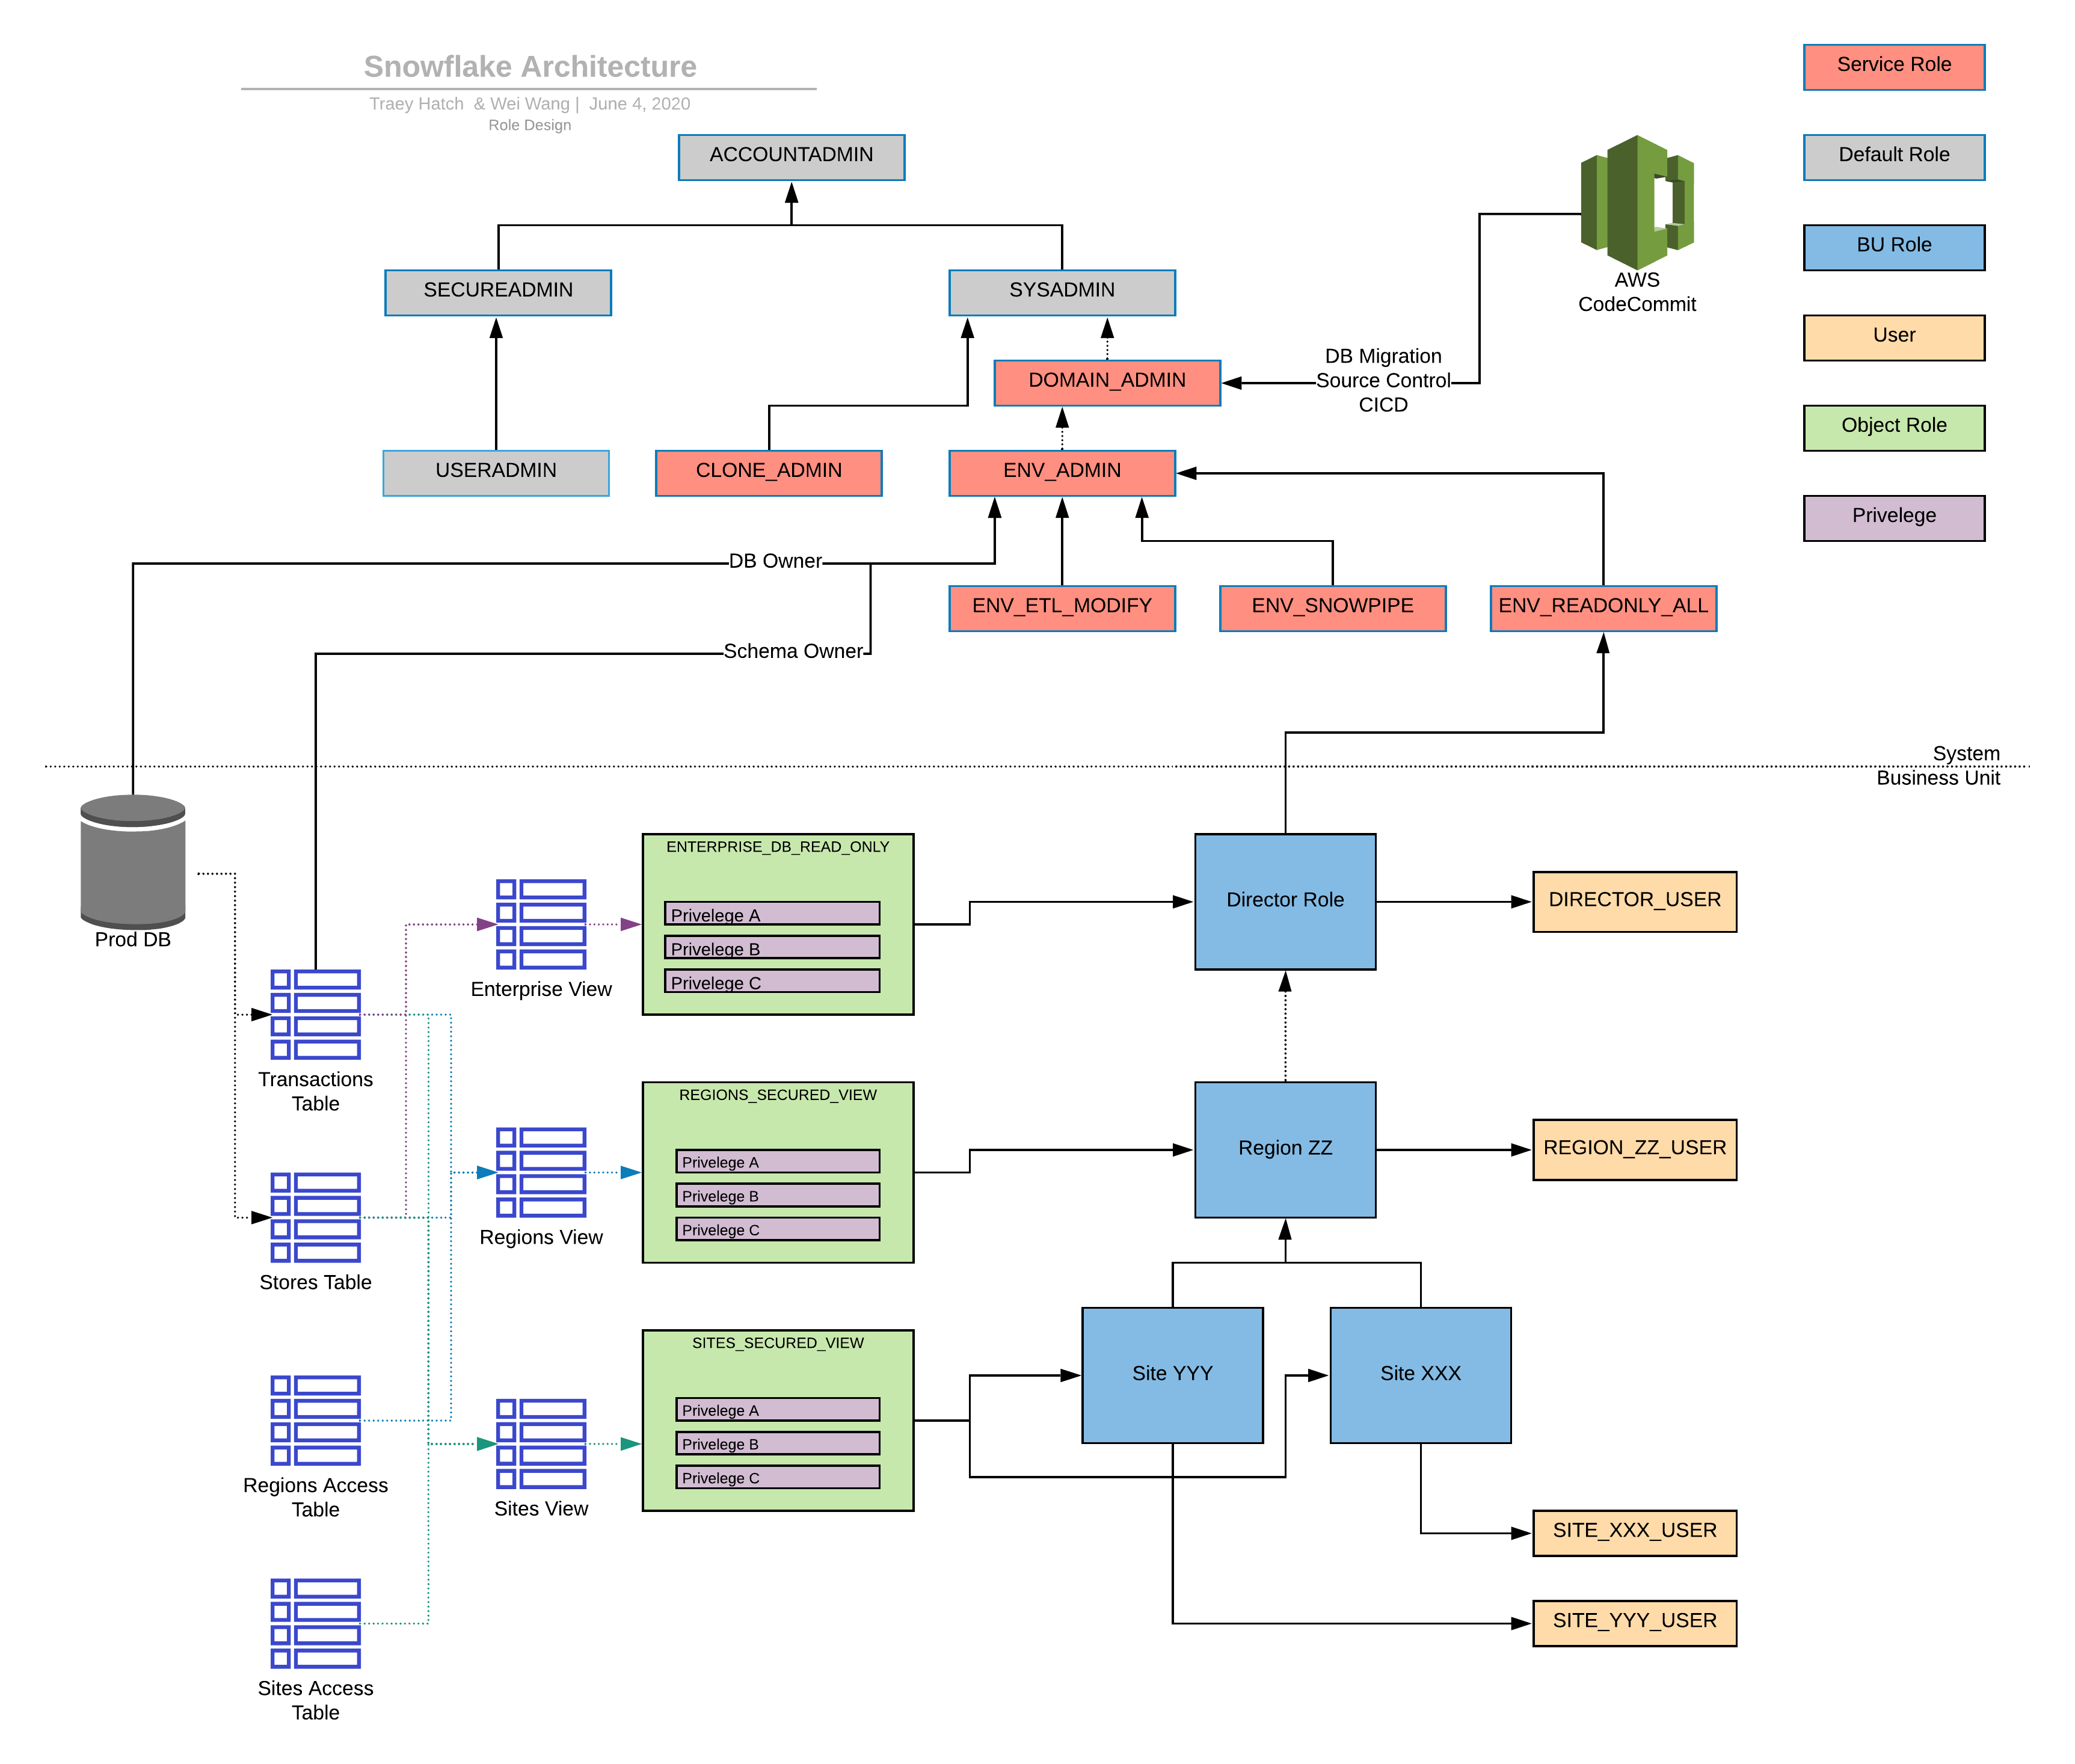 Snowflake Architecture
Traey Hatch & Wei Wang | June 4, 2020
Role Design
Service Role
Default Role
BU Role
User
Object Role
Privelege
ACCOUNTADMIN
SECUREADMIN
SYSADMIN
AWS
CodeCommit
DB Migration
Source Control
CICD
DOMAIN_ADMIN
USERADMIN
CLONE_ADMIN
ENV_ADMIN
DB Owner
ENV_ETL_MODIFY
ENV_SNOWPIPE
ENV_READONLY_ALL
Schema Owner
System
Business Unit
Prod DB
Transactions
Table
Stores Table
Regions Access
Table
Sites Access
Table
Enterprise View
Regions View
Sites View
ENTERPRISE_DB_READ_ONLY
Privelege A
Privelege B
Privelege C
REGIONS_SECURED_VIEW
Privelege A
Privelege B
Privelege C
SITES_SECURED_VIEW
Privelege A
Privelege B
Privelege C
Director Role
DIRECTOR_USER
Region ZZ
REGION_ZZ_USER
Site YYY
Site XXX
SITE_XXX_USER
SITE_YYY_USER